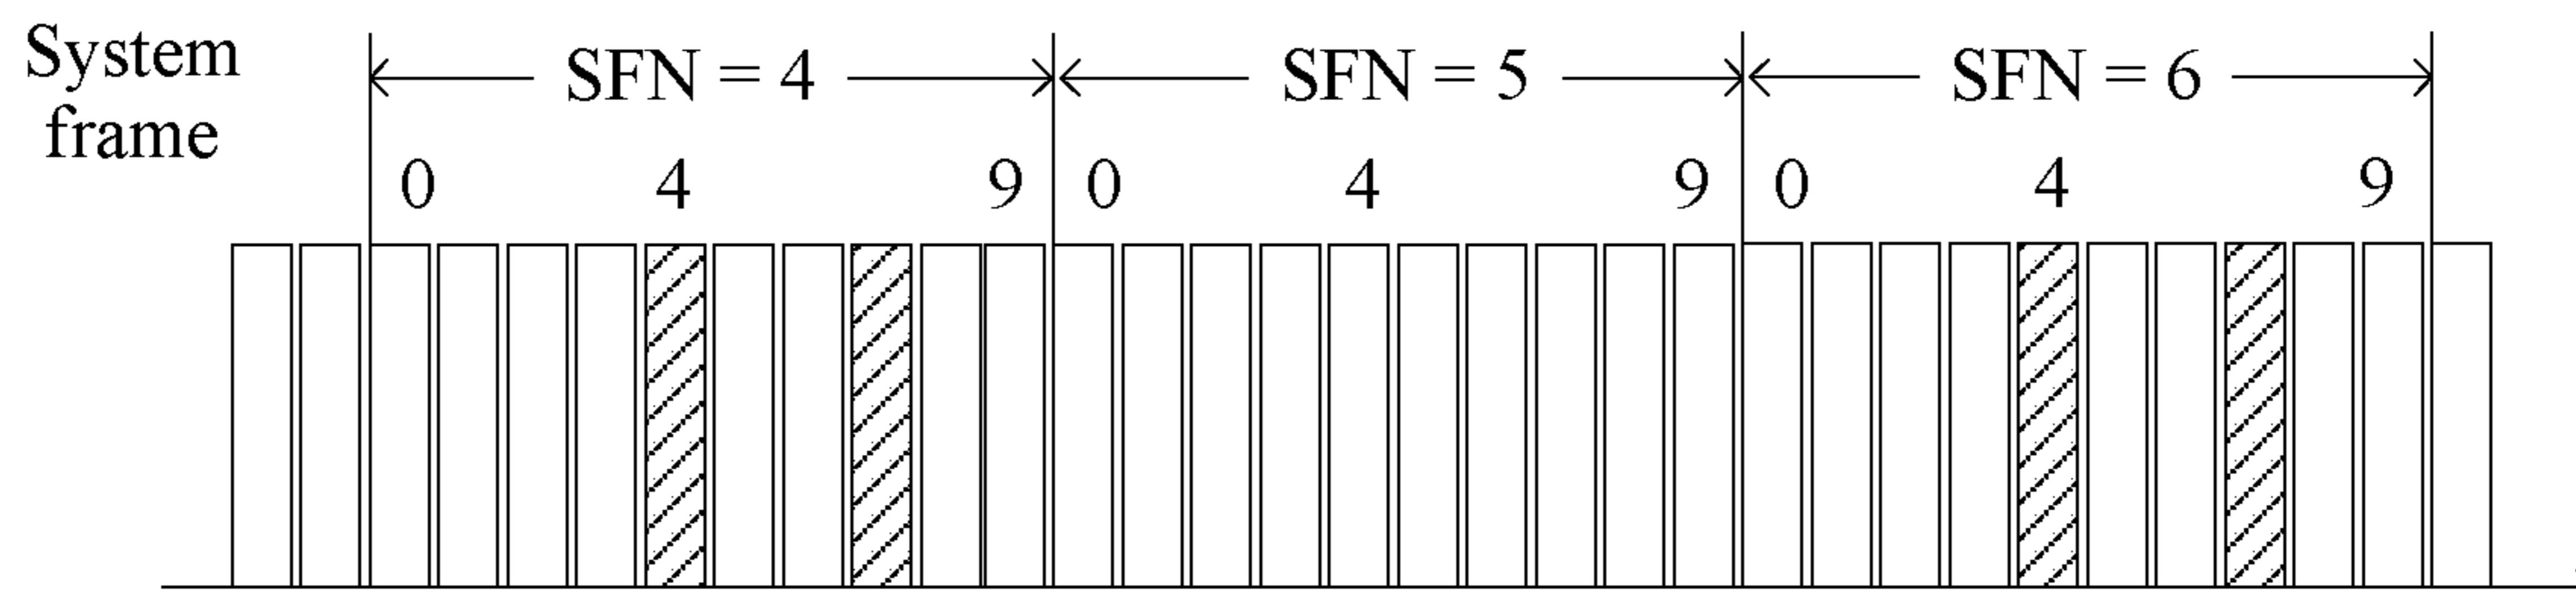 System
frame
SFN = 4
SFN = 5
SFN = 6
0 4 9 0 4 9 0 4 9